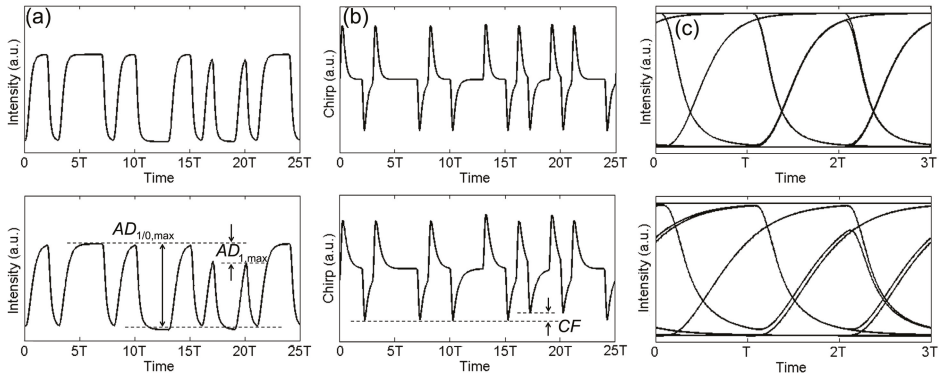 (a)
(b)
(c)
Intensity (a.u.)
Chirp (a.u.)
Intensity (a.u.)
0 5T 10T 15T 20T 25T
0 5T 10T 15T 20T 25T
0 T 2T 3T
Time
Time
Time
AD1/0,max
AD1,max
CF
Intensity (a.u.)
Chirp (a.u.)
Intensity (a.u.)
0 5T 10T 15T 20T 25T
0 5T 10T 15T 20T 25T
0 T 2T 3T
Time
Time
Time